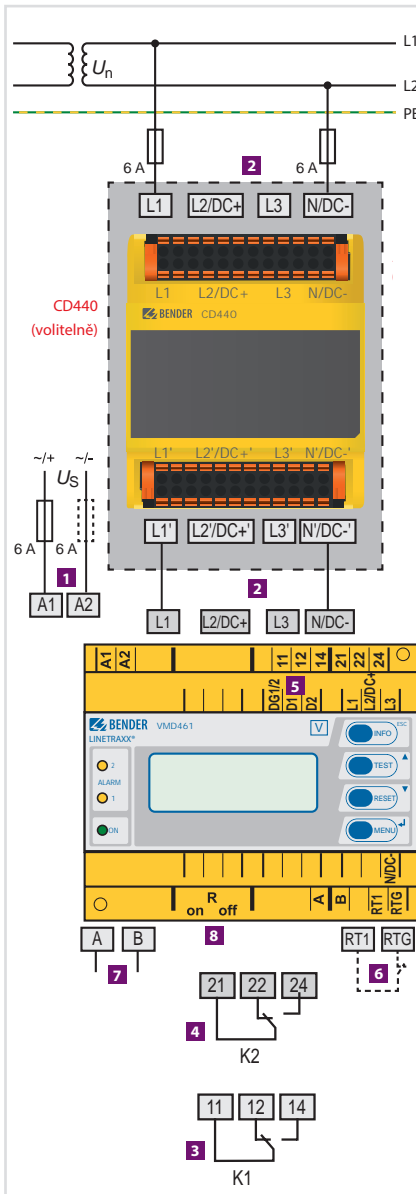 L1
Un
L2
PE
6 A 2 6 A
L1 L2/DC+ L3 N/DC-
L1 L2/DC+ L3 N/DC-
CD440
(volitelně)
BENDER CD440
L1' L2'/DC+' L3' N'/DC-'
~/+ ~/-
US
L1' L2'/DC+' L3' N'/DC-'
6 A 6 A
1 2
A1 A2
L1 L2/DC+ L3 N/DC-
A1 A2 11 12 14 21 22 24
DG1/2 D1 D2 5 L1 L2/DC+ L3
BENDER VMD461 V INFO ESC
LINETRAXX®
2 TEST
ALARM
1 RESET
ON MENU
N/DC-
R A B RT1 RTG
on off
A B 8 RT1 RTG
7 6
21 22 24
4
K2
11 12 14
3
K1